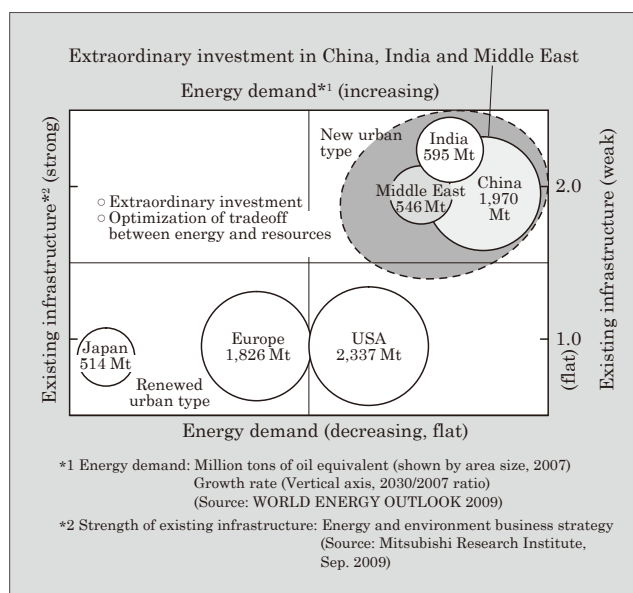 Extraordinary investment in China, India and Middle East
Energy demand*1 (increasing)
Existing infrastructure*2 (strong)
New urban
type
India
595 Mt
Middle East
546 Mt
China
1,970
Mt
○ Extraordinary investment
○ Optimization of tradeoff
between energy and resources
2.0
Existing infrastructure (weak)
Japan
514 Mt
Europe
1,826 Mt
USA
2,337 Mt
Renewed
urban type
1.0
(flat)
Energy demand (decreasing, flat)
*1 Energy demand: Million tons of oil equivalent (shown by area size, 2007)
Growth rate (Vertical axis, 2030/2007 ratio)
(Source: WORLD ENERGY OUTLOOK 2009)
*2 Strength of existing infrastructure: Energy and environment business strategy
(Source: Mitsubishi Research Institute,
Sep. 2009)